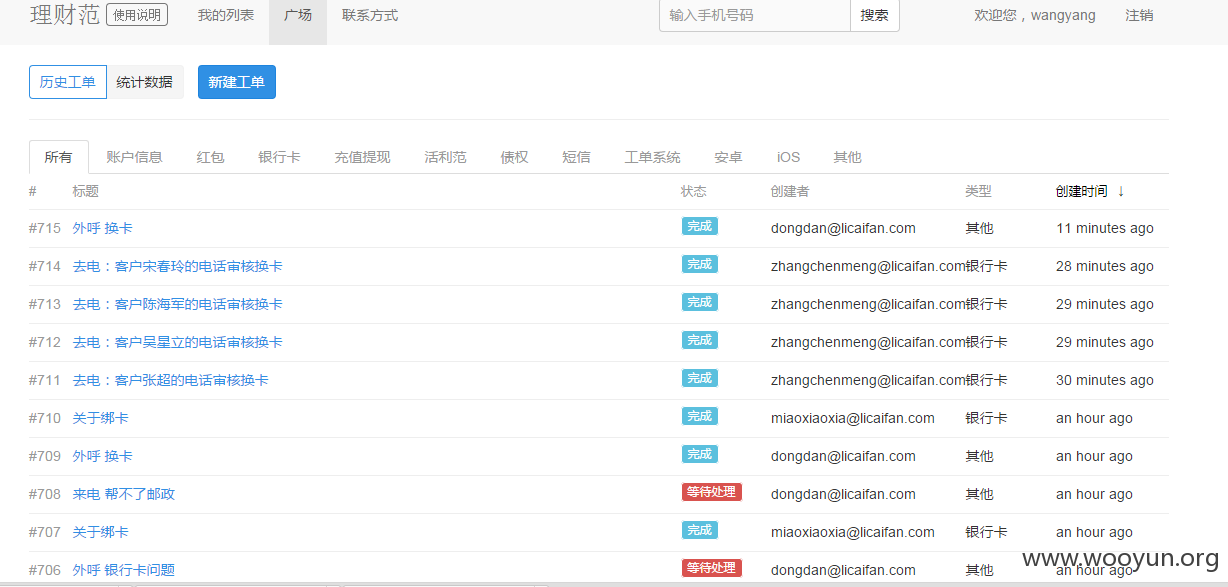 理财范 使用说明 我的列表 广场 联系方式 输入手机号码 搜索 欢迎您，wangyang 注销
历史工单 统计数据 新建工单
所有 账户信息 红包 银行卡 充值提现 活利范 债权 短信 工单系统 安卓 iOS 其他
# 标题 状态 创建者 类型 创建时间 ↓
#715 外呼 换卡 完成 dongdan@licaifan.com 其他 11 minutes ago
#714 去电：客户宋春玲的电话审核换卡 完成 zhangchenmeng@licaifan.com 银行卡 28 minutes ago
#713 去电：客户陈海军的电话审核换卡 完成 zhangchenmeng@licaifan.com 银行卡 29 minutes ago
#712 去电：客户吴星立的电话审核换卡 完成 zhangchenmeng@licaifan.com 银行卡 29 minutes ago
#711 去电：客户张超的电话审核换卡 完成 zhangchenmeng@licaifan.com 银行卡 30 minutes ago
#710 关于绑卡 完成 miaoxiaoxia@licaifan.com 银行卡 an hour ago
#709 外呼 换卡 完成 dongdan@licaifan.com 其他 an hour ago
#708 来电 帮不了邮政 等待处理 dongdan@licaifan.com 其他 an hour ago
#707 关于绑卡 完成 miaoxiaoxia@licaifan.com 银行卡 an hour ago
#706 外呼 银行卡问题 等待处理 dongdan@licaifan.com 其他 an hour ago
www.wooyun.org